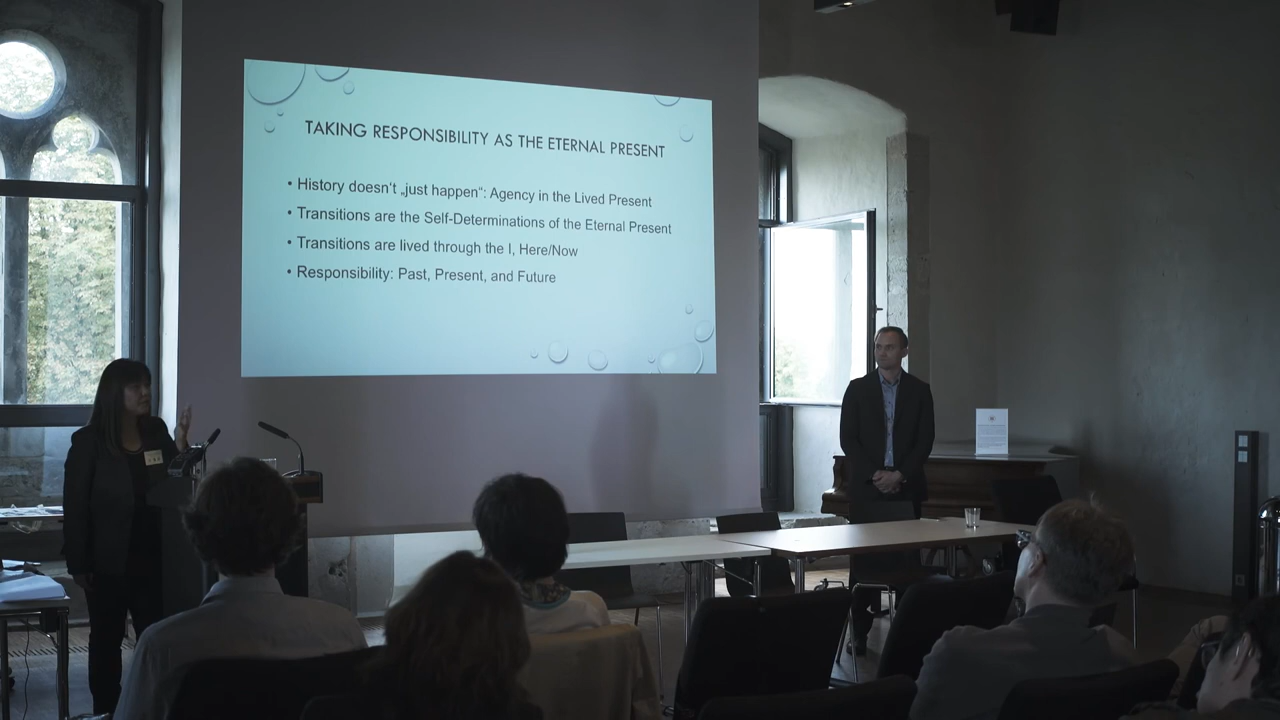 TAKING RESPONSIBILITY AS THE ETERNAL PRESENT
• History doesn't „just happen“: Agency in the Lived Present
• Transitions are the Self-Determinations of the Eternal Present
• Transitions are lived through the I, Here/Now
• Responsibility: Past, Present, and Future